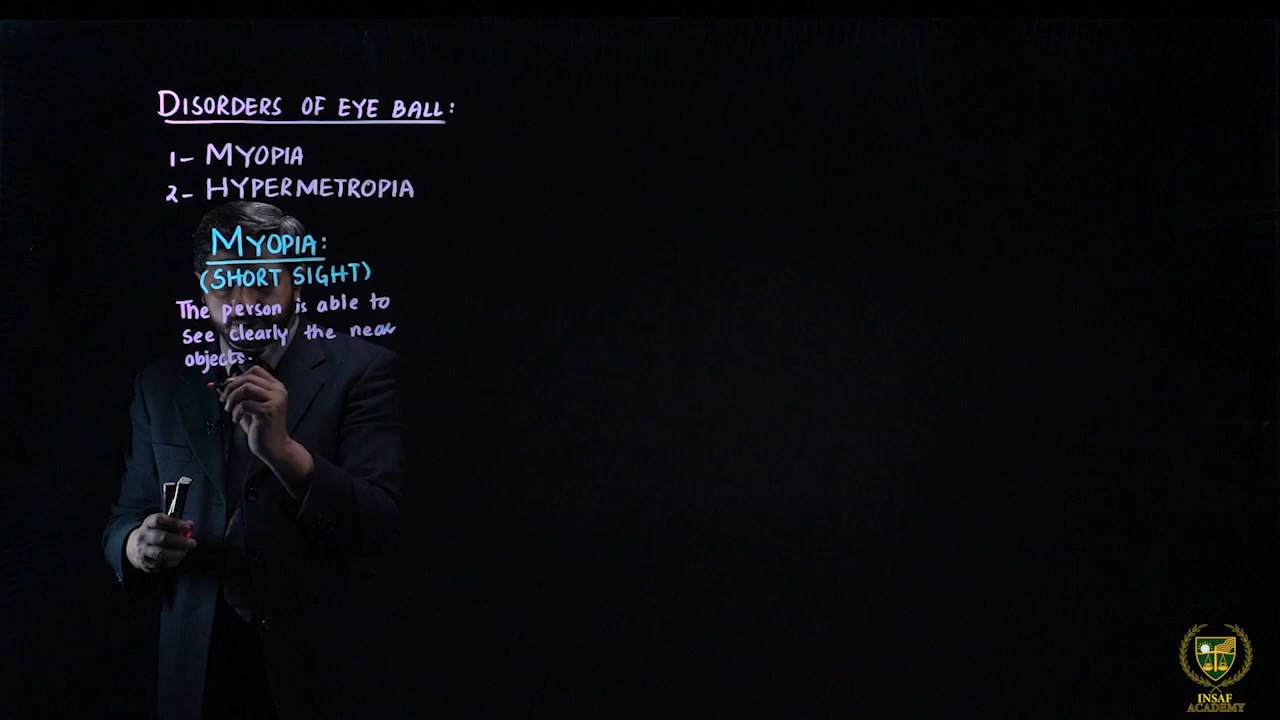 DISORDERS OF EYE BALL:
1- MYOPIA
2- HYPERMETROPIA
MYOPIA:
(SHORT SIGHT)
The person is able to
see clearly the near
objects.
INSAF
ACADEMY